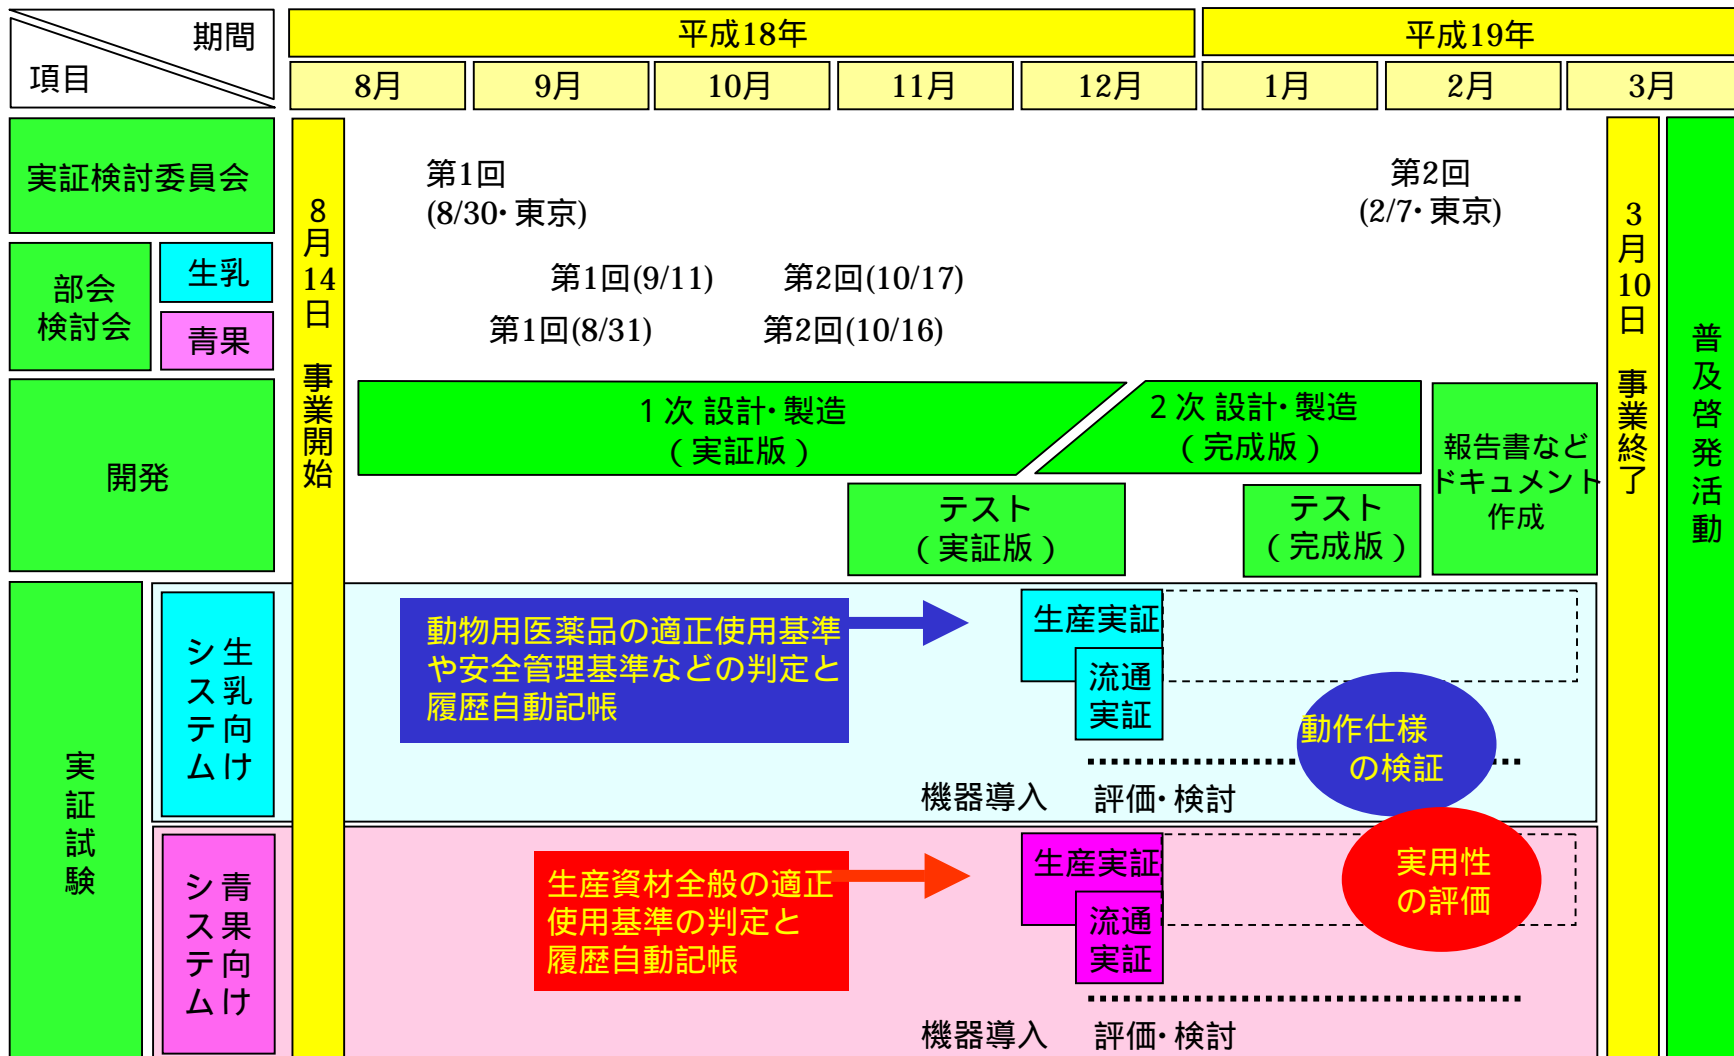 期間
項目
平成18年
平成19年
8月
9月
10月
11月
12月
1月
2月
3月
実証検討委員会
第1回
(8/30・東京)
第2回
(2/7・東京)
部会
検討会
生乳
第1回(9/11)
第2回(10/17)
青果
第1回(8/31)
第2回(10/16)
8月14日 事業開始
3月10日 事業終了
普及啓発活動
開発
1次 設計・製造
(実証版)
2次 設計・製造
(完成版)
テスト
(実証版)
テスト
(完成版)
報告書など
ドキュメント
作成
実証試験
生乳向け
システム
動物用医薬品の適正使用基準
や安全管理基準などの判定と
履歴自動記帳
生産実証
流通
実証
動作仕様
の検証
機器導入
評価・検討
青果向け
システム
生産資材全般の適正
使用基準の判定と
履歴自動記帳
生産実証
流通
実証
実用性
の評価
機器導入
評価・検討